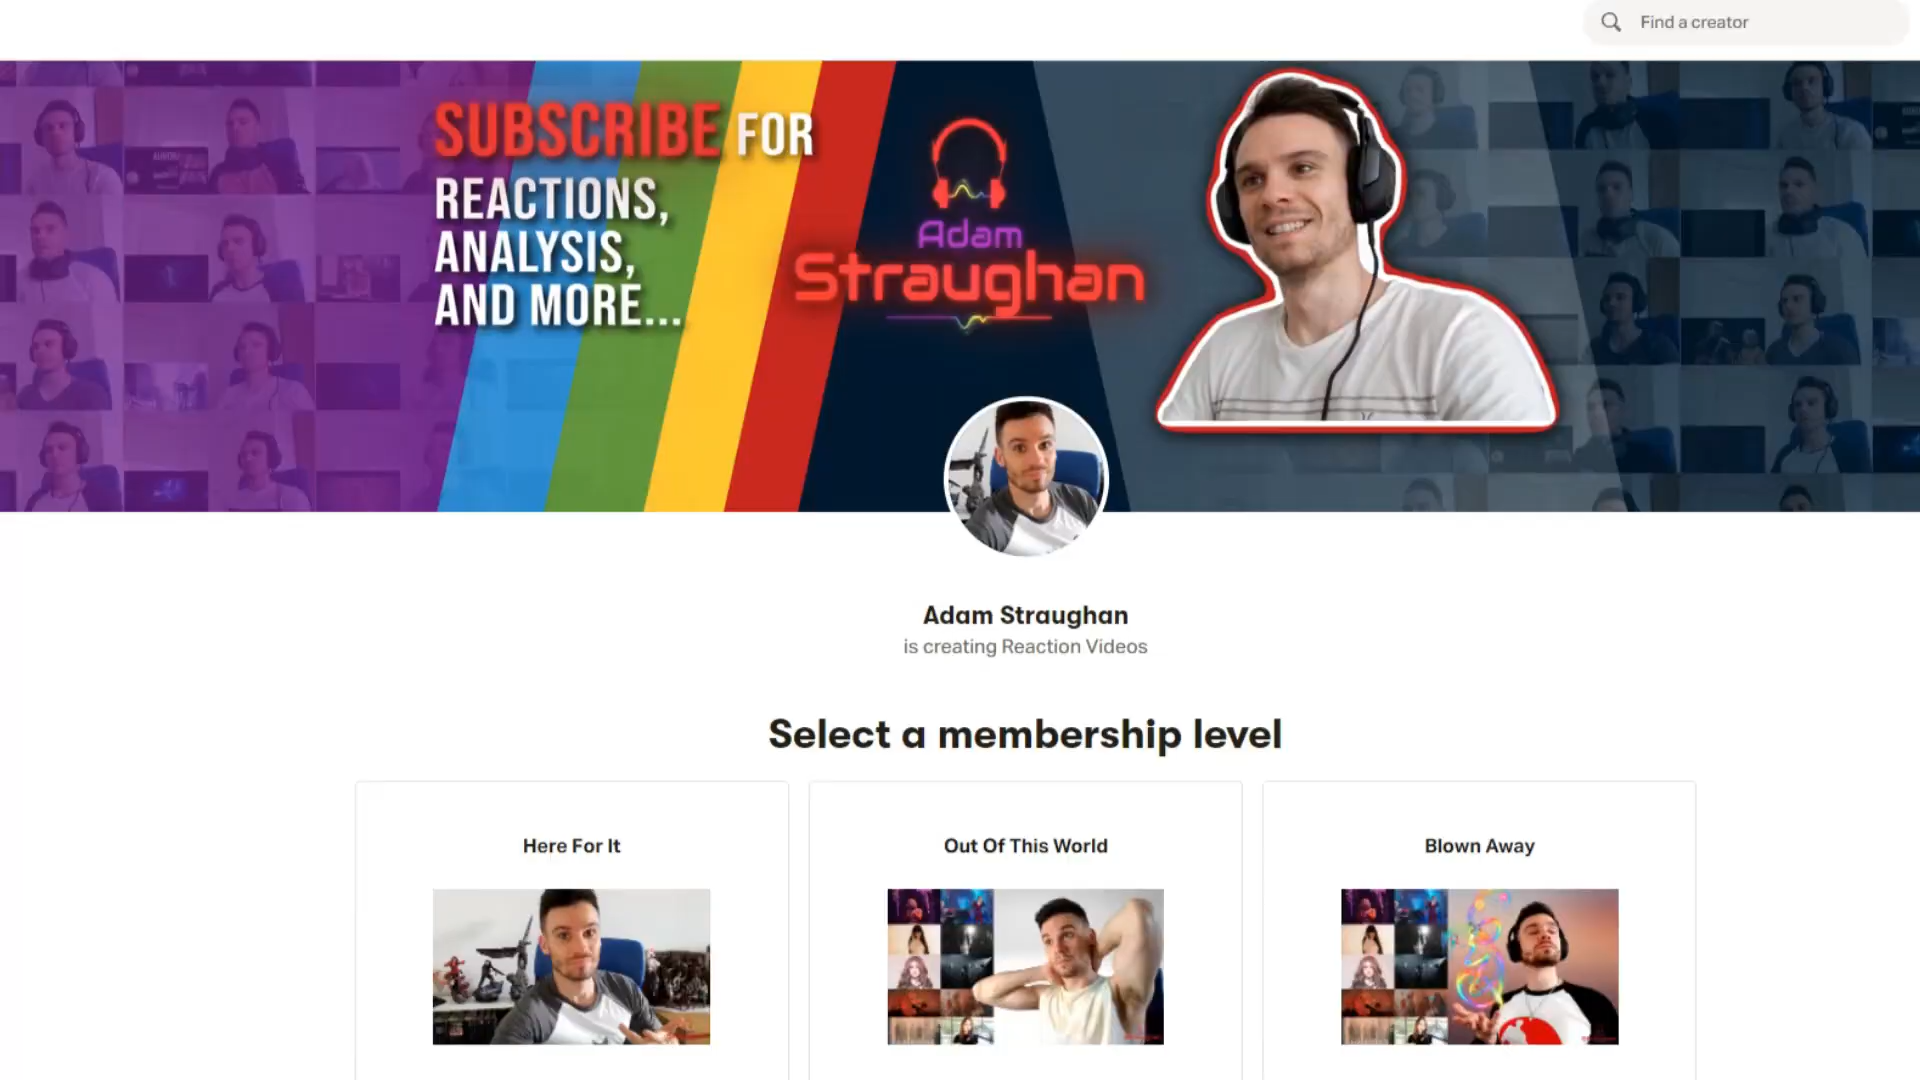 Find a creator
SUBSCRIBE FOR
REACTIONS,
ANALYSIS,
AND MORE...
Adam
Straughan
Adam Straughan
is creating Reaction Videos
Select a membership level
Here For It
Out Of This World
Blown Away